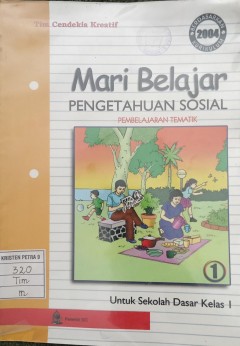 Tim Cendekia Kreatif
2004
Mari Belajar
PENGETAHUAN SOSIAL
PEMBELAJARAN TEMATIK
1
KRISTEN PETRA 9
320
Tim
m
Untuk Sekolah Dasar Kelas 1